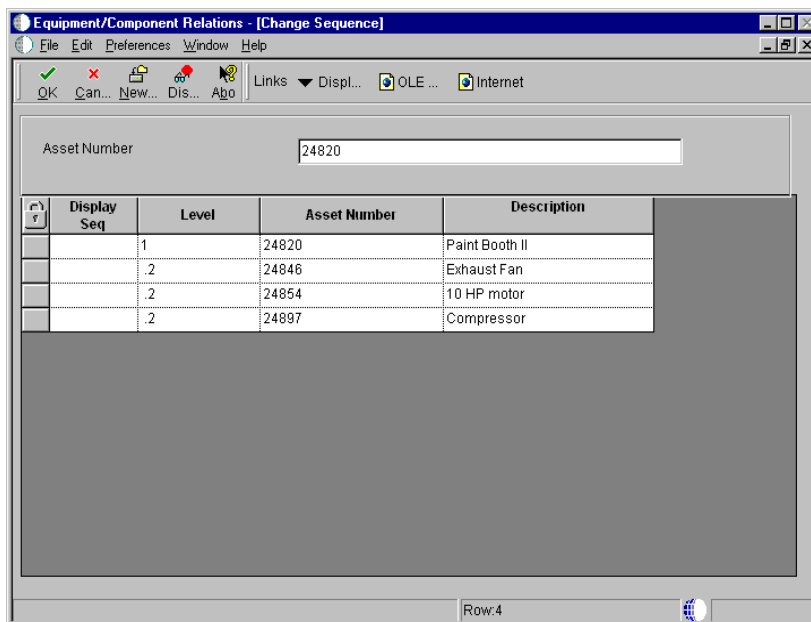 Equipment/Component Relations - [Change Sequence]
File Edit Preferences Window Help
OK Can... New... Dis... Abo Links Displ... OLE ... Internet
Asset Number 24820
Display Seq Level Asset Number Description
1 24820 Paint Booth II
.2 24846 Exhaust Fan
.2 24854 10 HP motor
.2 24897 Compressor
Row:4